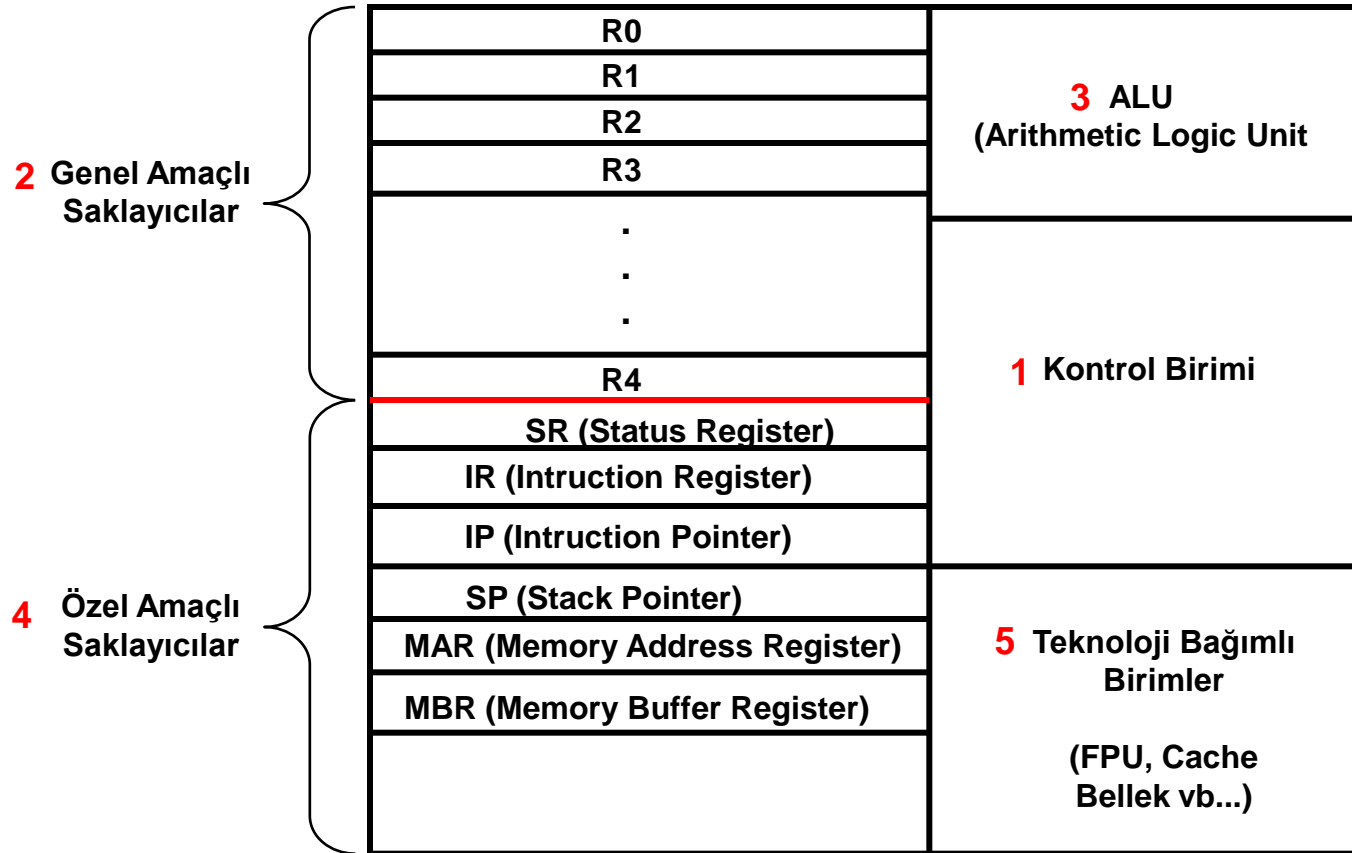 2 Genel Amaçlı
Saklayıcılar
4 Özel Amaçlı
Saklayıcılar
R0
R1
R2
R3
.
.
.
R4
SR (Status Register)
IR (Intruction Register)
IP (Intruction Pointer)
SP (Stack Pointer)
MAR (Memory Address Register)
MBR (Memory Buffer Register)
3 ALU
(Arithmetic Logic Unit
1 Kontrol Birimi
5 Teknoloji Bağımlı
Birimler
(FPU, Cache
Bellek vb...)